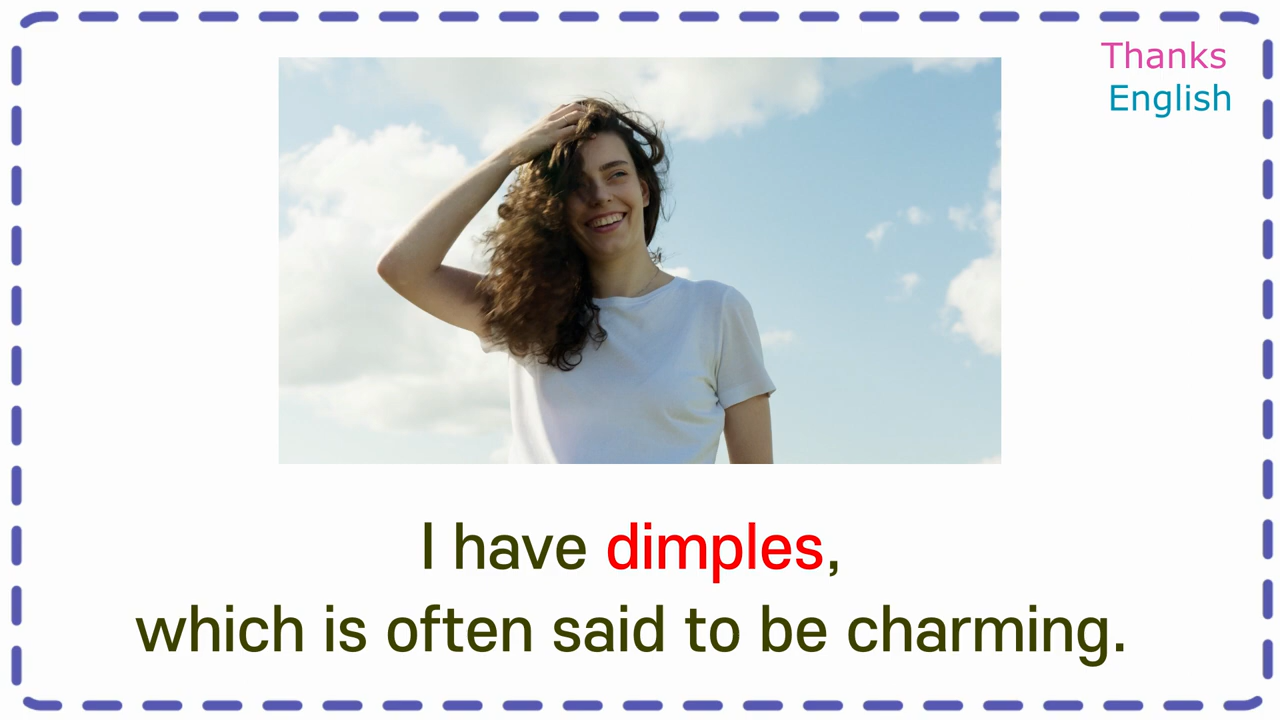 Thanks
English
I have dimples,
which is often said to be charming.